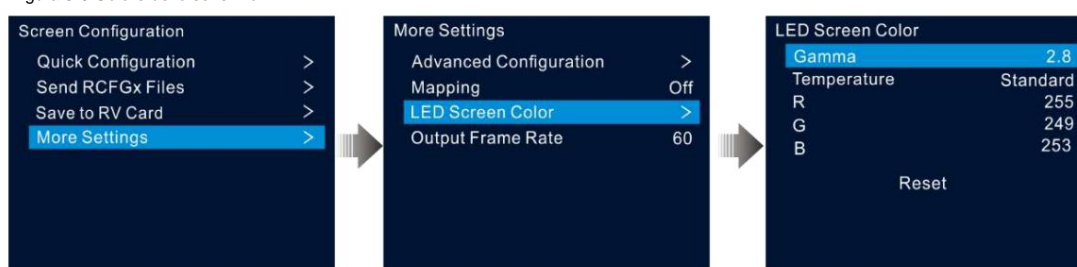 Screen Configuration
Quick Configuration >
Send RCFGx Files >
Save to RV Card >
More Settings >
More Settings
Advanced Configuration >
Mapping Off
LED Screen Color >
Output Frame Rate 60
LED Screen Color
Gamma 2.8
Temperature Standard
R 255
G 249
B 253
Reset